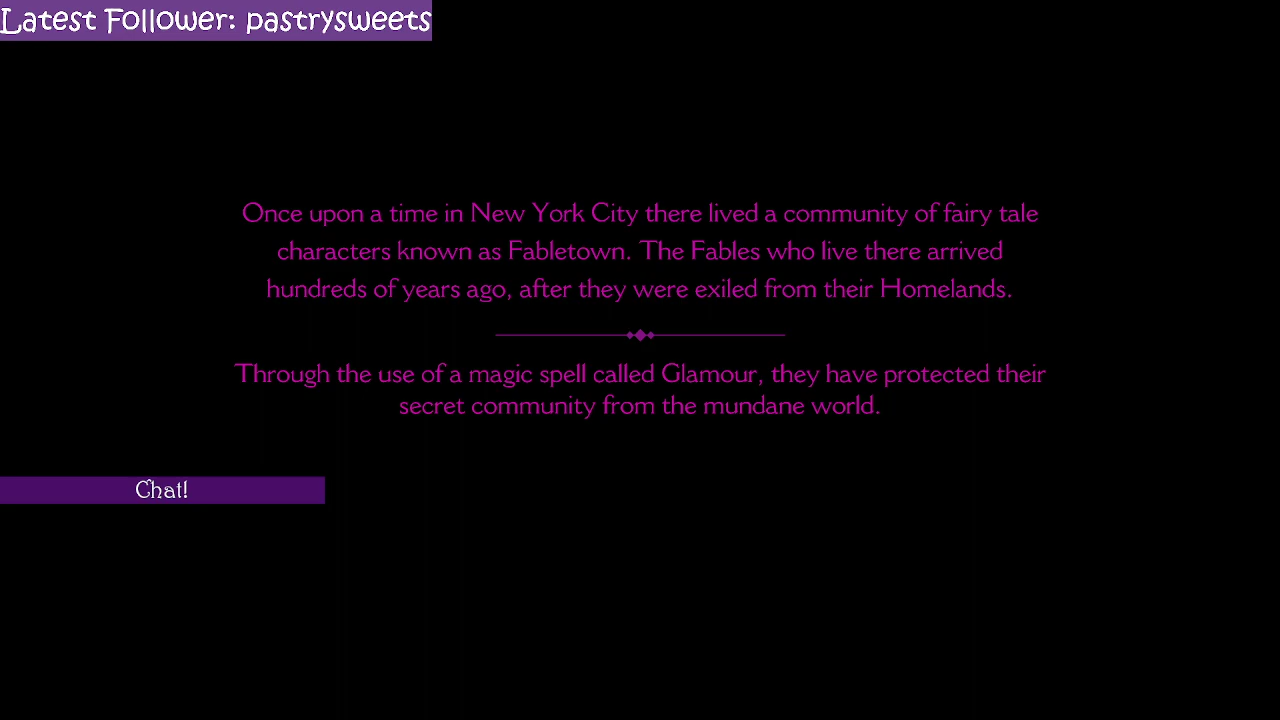 Latest Follower: pastrysweets
Once upon a time in New York City there lived a community of fairy tale
characters known as Fabletown. The Fables who live there arrived
hundreds of years ago, after they were exiled from their Homelands.
Through the use of a magic spell called Glamour, they have protected their
secret community from the mundane world.
Chat!